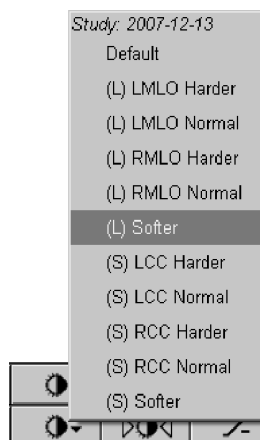 Study: 2007-12-13
Default
(L) LMLO Harder
(L) LMLO Normal
(L) RMLO Harder
(L) RMLO Normal
(L) Softer
(S) LCC Harder
(S) LCC Normal
(S) RCC Harder
(S) RCC Normal
(S) Softer